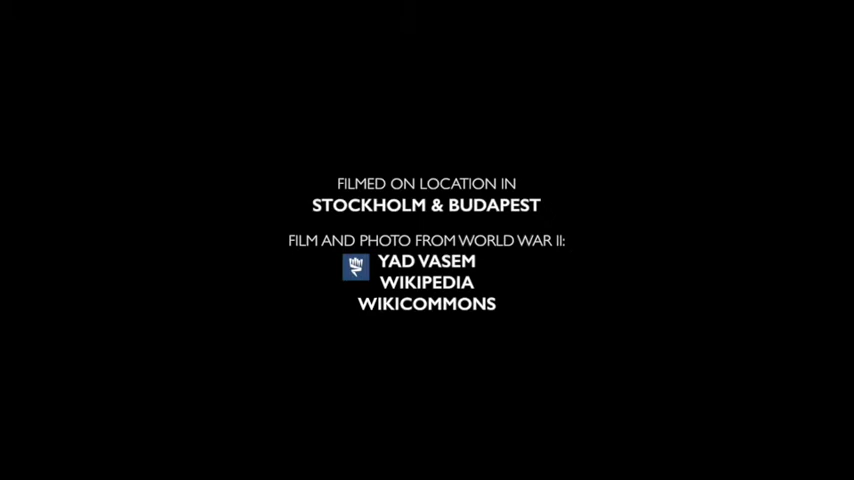 FILMED ON LOCATION IN
STOCKHOLM & BUDAPEST
FILM AND PHOTO FROM WORLD WAR II:
YAD VASEM
WIKIPEDIA
WIKICOMMONS